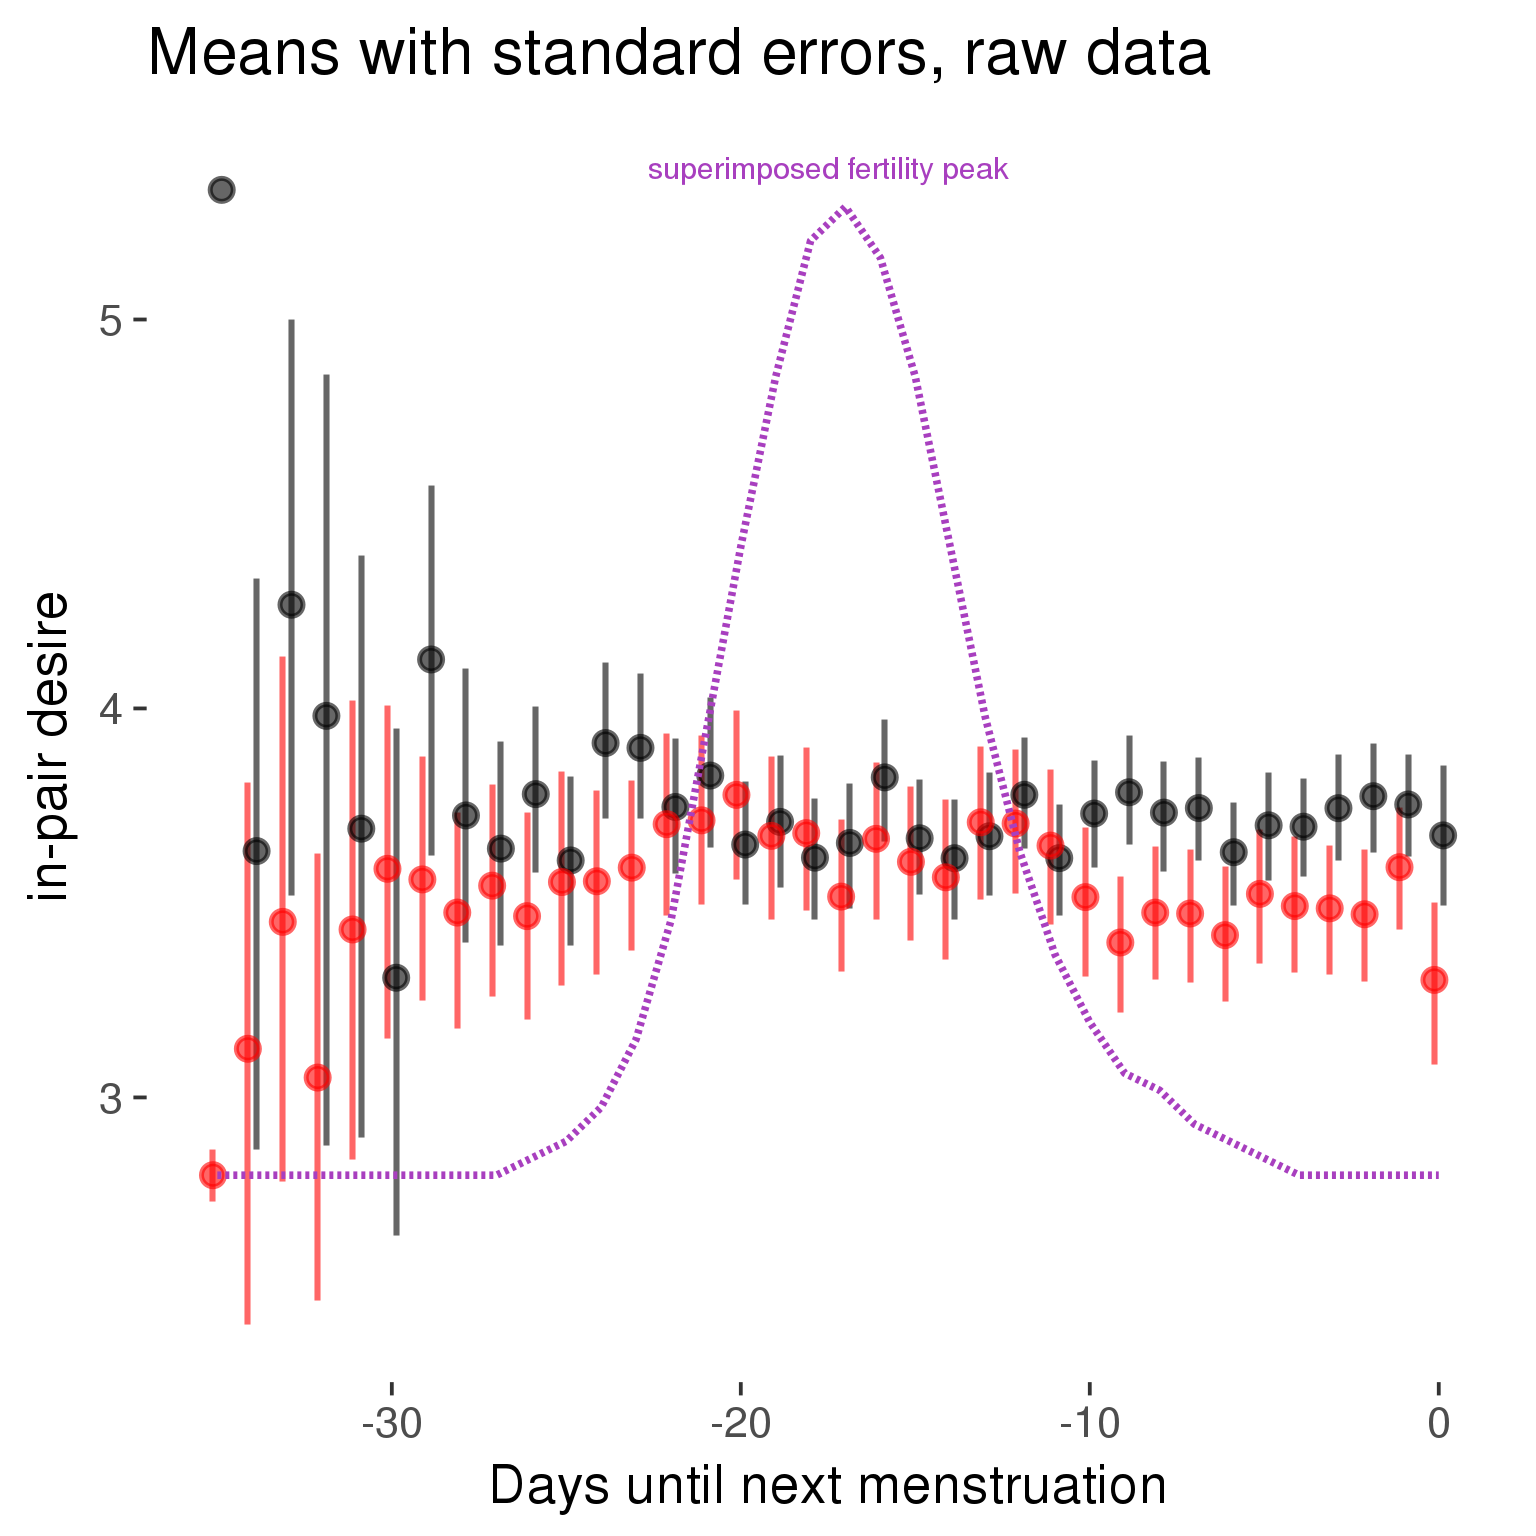 Means with standard errors, raw data
superimposed fertility peak
5
4
3
in-pair desire
-30
-20
-10
0
Days until next menstruation